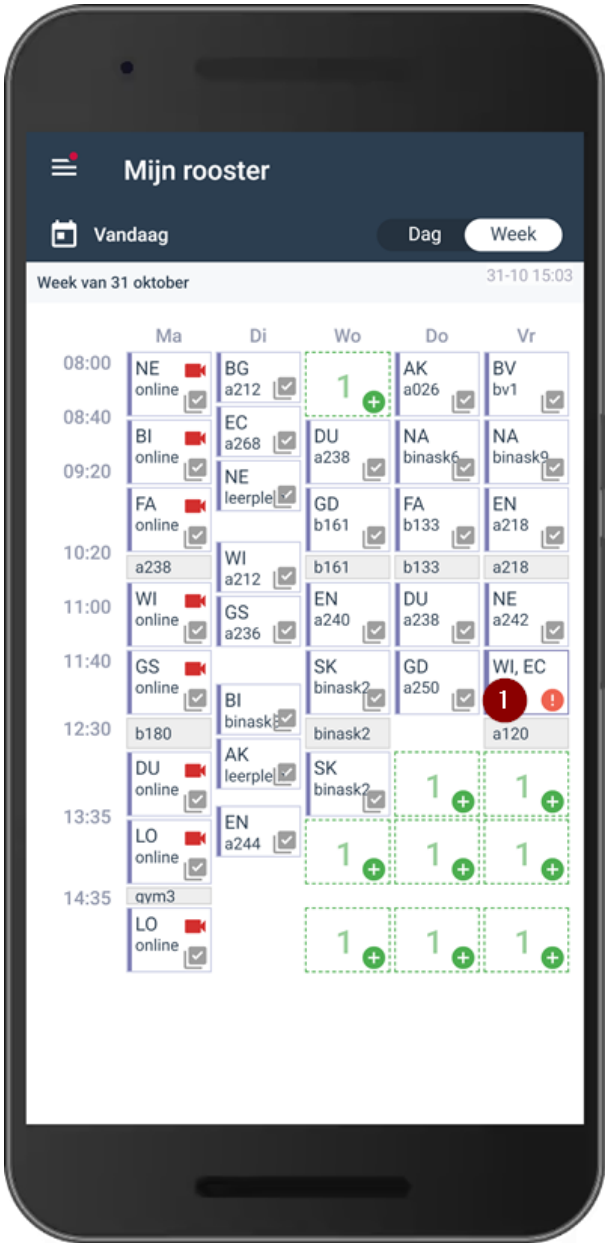 Mijn rooster
Vandaag
Dag
Week
Week van 31 oktober
31-10 15:03
Ma Di Wo Do Vr
08:00
NE
online
BG
a212
1
AK
a026
BV
bv1
08:40
EC
a268
BI
online
DU
a238
NA
binask6
NA
binask9
09:20
NE
leerple
FA
online
GD
b161
FA
b133
EN
a218
10:20
a238
WI
a212
b161
b133
a218
11:00
WI
online
GS
a236
EN
a240
DU
a238
NE
a242
11:40
GS
online
SK
binask2
GD
a250
WI, EC
1
BI
binask
12:30
b180
binask2
a120
AK
leerple
DU
online
SK
binask2
1
1
13:35
EN
a244
LO
online
1
1
1
14:35
gym3
LO
online
1
1
1